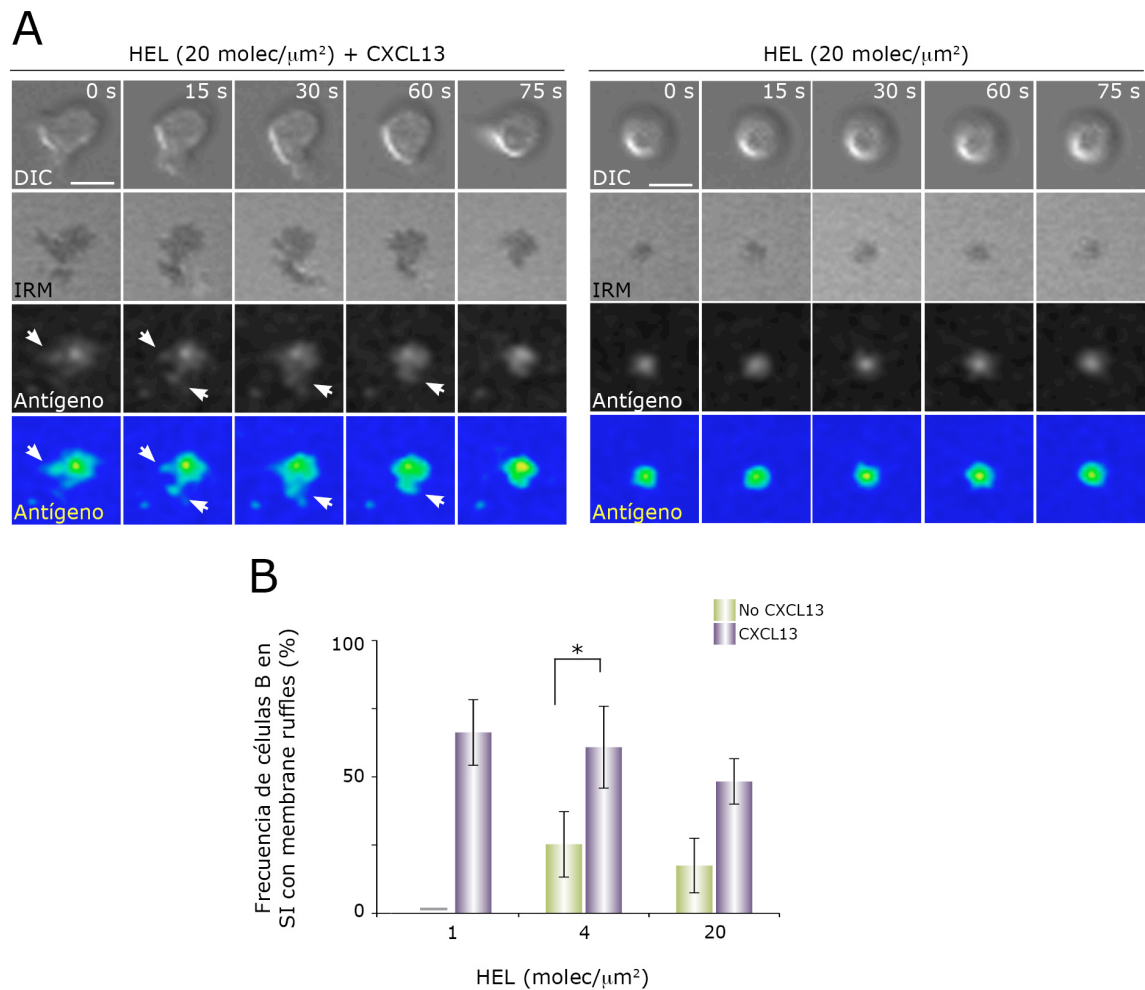 A
HEL (20 molec/μm²) + CXCL13
HEL (20 molec/μm²)
0 s 15 s 30 s 60 s 75 s
0 s 15 s 30 s 60 s 75 s
DIC
DIC
IRM
IRM
Antígeno
Antígeno
Antígeno
Antígeno
B
No CXCL13
CXCL13
Frecuencia de células B en
SI con membrane ruffles (%)
100
50
0
*
1 4 20
HEL (molec/μm²)